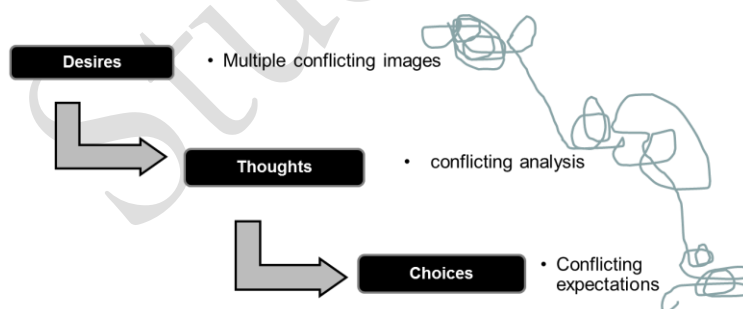 Desires
• Multiple conflicting images
Thoughts
• conflicting analysis
Choices
• Conflicting
expectations